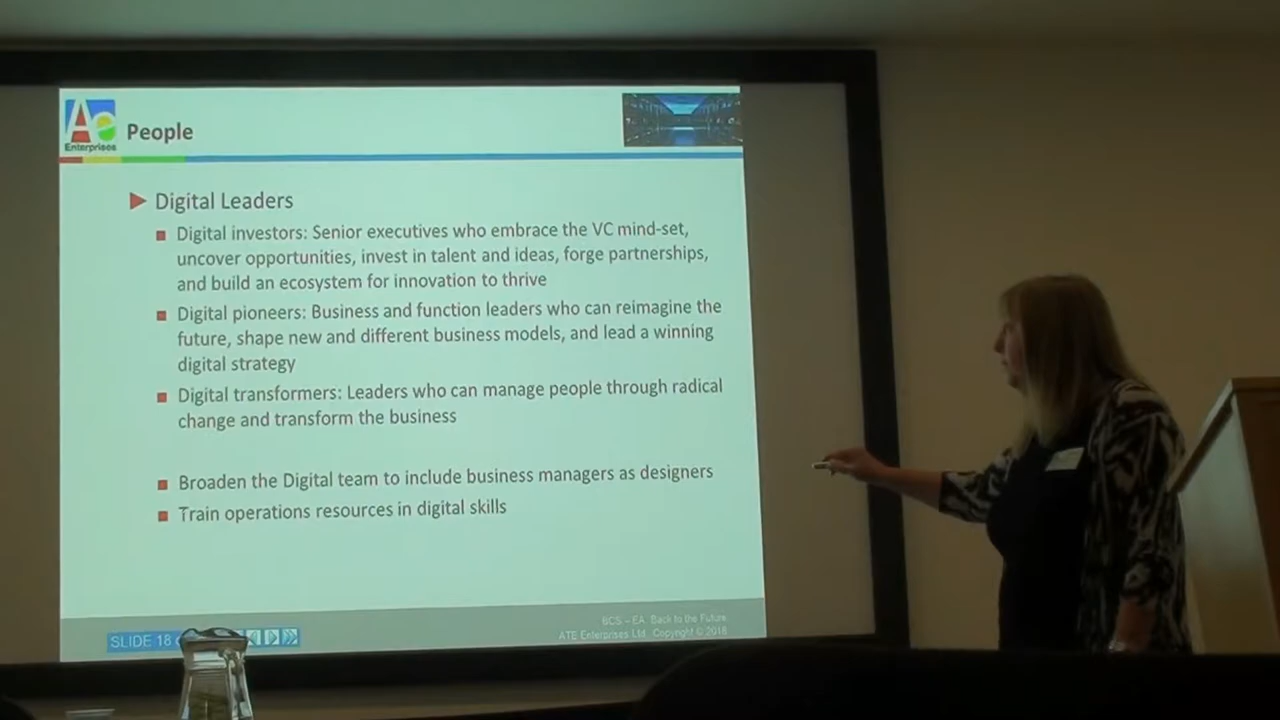 Ae
Enterprises
People
Digital Leaders
Digital investors: Senior executives who embrace the VC mind-set,
uncover opportunities, invest in talent and ideas, forge partnerships,
and build an ecosystem for innovation to thrive
Digital pioneers: Business and function leaders who can reimagine the
future, shape new and different business models, and lead a winning
digital strategy
Digital transformers: Leaders who can manage people through radical
change and transform the business
Broaden the Digital team to include business managers as designers
Train operations resources in digital skills
SLIDE 18
BCS – EA: Back to the Future
ATE Enterprises Ltd. Copyright © 2016